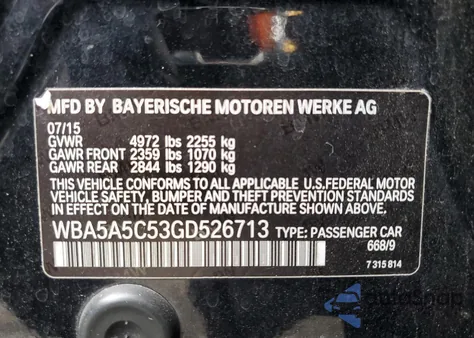 MFD BY BAYERISCHE MOTOREN WERKE AG
07/15
GVWR 4972 lbs 2255 kg
GAWR FRONT 2359 lbs 1070 kg
GAWR REAR 2844 lbs 1290 kg
THIS VEHICLE CONFORMS TO ALL APPLICABLE U.S.FEDERAL MOTOR
VEHICLE SAFETY, BUMPER, AND THEFT PREVENTION STANDARDS
IN EFFECT ON THE DATE OF MANUFACTURE SHOWN ABOVE.
WBA5A5C53GD526713 TYPE: PASSENGER CAR
668/9
7 315 814
AutoSnap